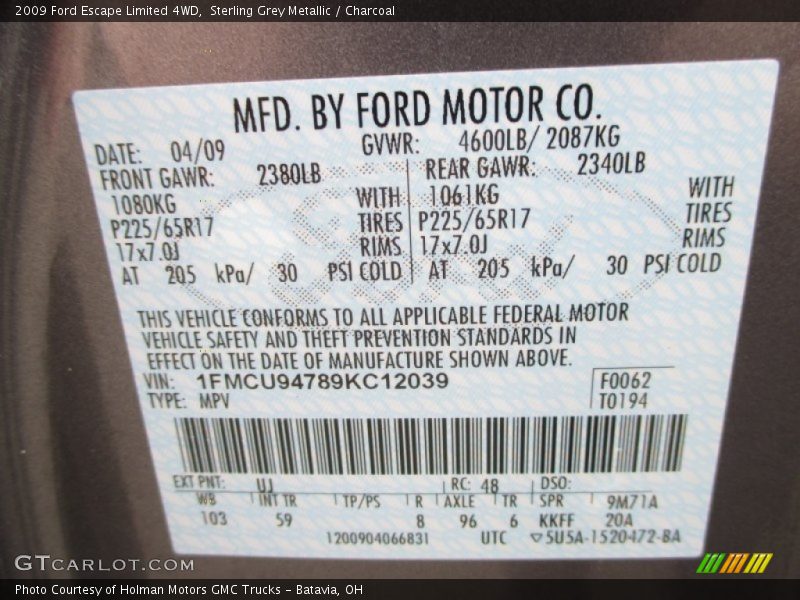 2009 Ford Escape Limited 4WD, Sterling Grey Metallic / Charcoal
MFD. BY FORD MOTOR CO.
DATE: 04/09 GVWR: 4600LB/ 2087KG
FRONT GAWR: 2380LB REAR GAWR: 2340LB
1080KG WITH 1061KG WITH
P225/65R17 TIRES P225/65R17 TIRES
17x7.0J RIMS 17x7.0J RIMS
AT 205 kPa/ 30 PSI COLD AT 205 kPa/ 30 PSI COLD
THIS VEHICLE CONFORMS TO ALL APPLICABLE FEDERAL MOTOR
VEHICLE SAFETY AND THEFT PREVENTION STANDARDS IN
EFFECT ON THE DATE OF MANUFACTURE SHOWN ABOVE.
VIN: 1FMCU94789KC12039 F0062
TYPE: MPV T0194
EXT PNT: UJ RC: 48 DSO:
WB INT TR TP/PS R AXLE TR SPR 9M71A
103 59 8 96 6 KKFF 20A
1200904066831 UTC ▽5U5A-1520472-BA
GTCARLOT.COM
Photo Courtesy of Holman Motors GMC Trucks - Batavia, OH